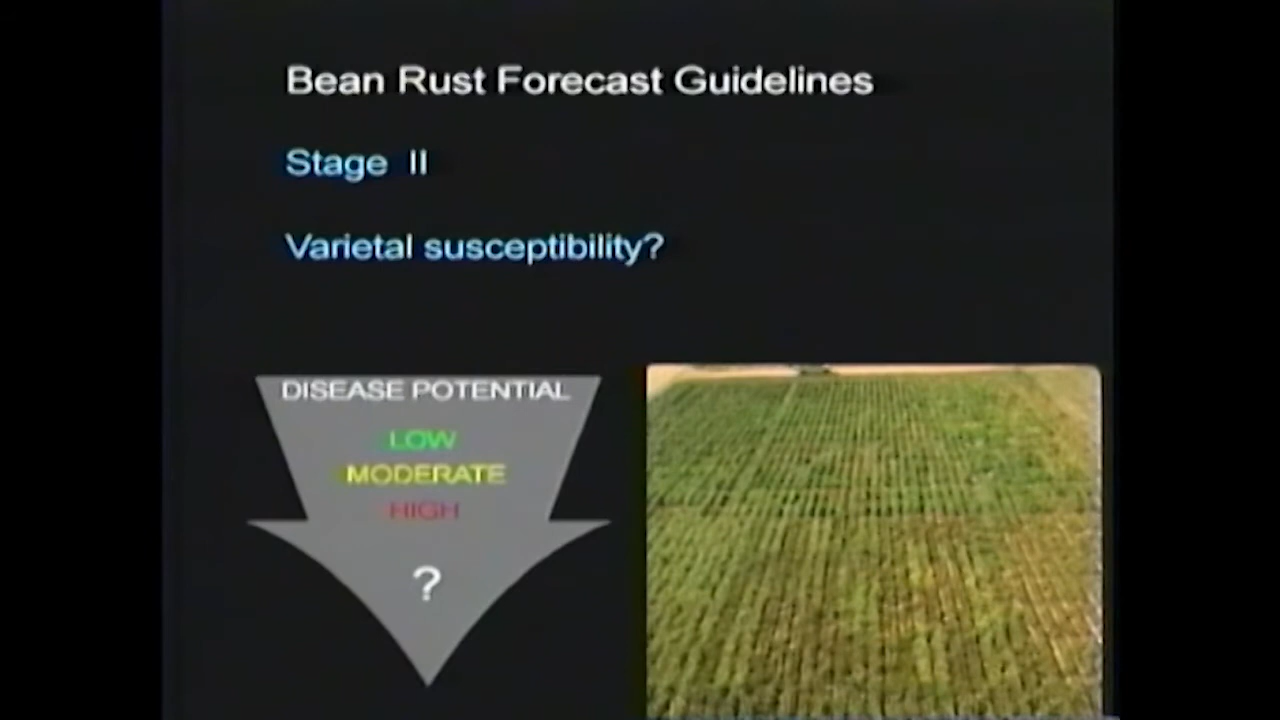 Bean Rust Forecast Guidelines
Stage II
Varietal susceptibility?
DISEASE POTENTIAL
LOW
MODERATE
HIGH
?